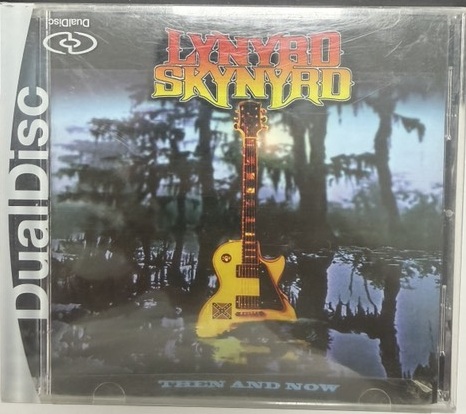 DualDisc
DualDisc
LYNYRD
SKYNYRD
THEN AND NOW